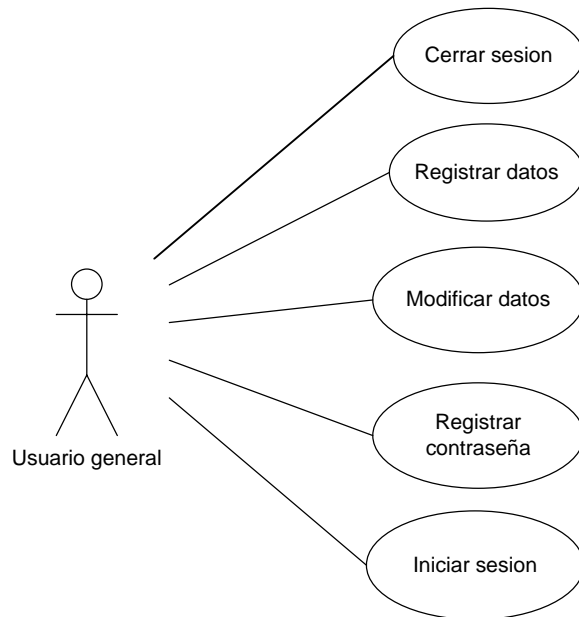 Cerrar sesion
Registrar datos
Modificar datos
Registrar
contraseña
Usuario general
Iniciar sesion